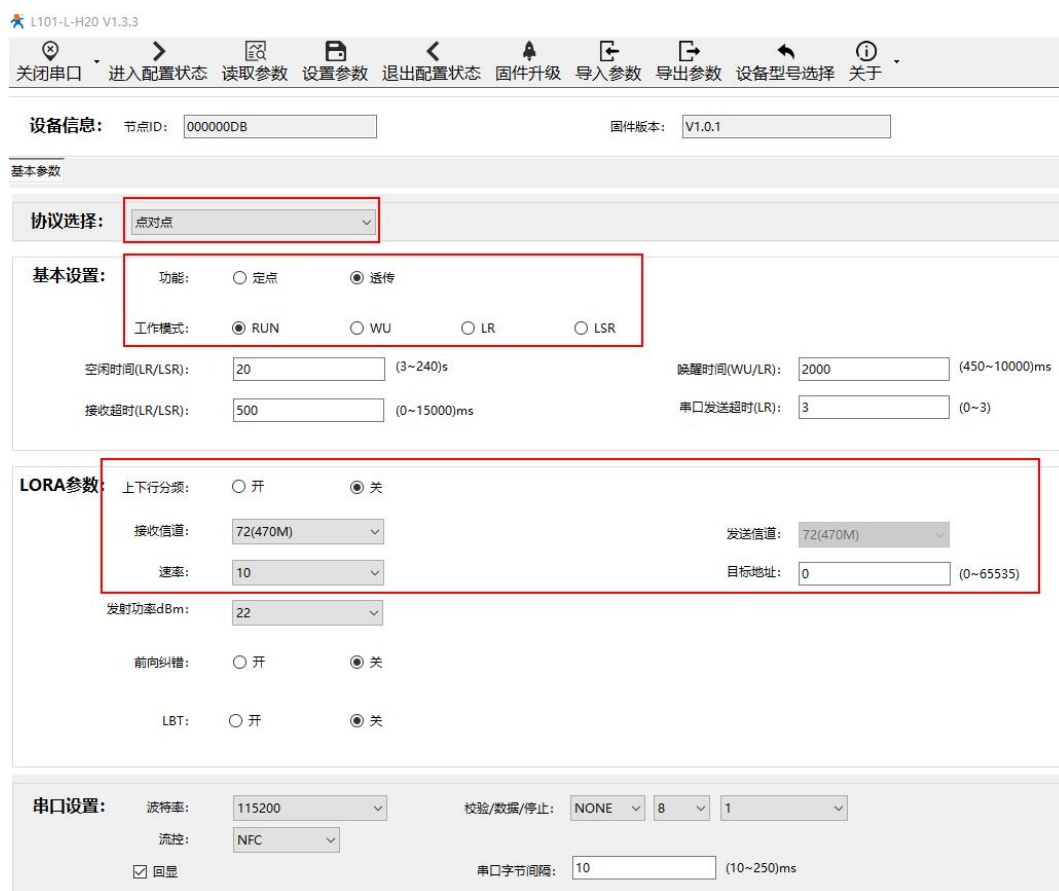 L101-L-H20 V1.3.3
关闭串口 进入配置状态 读取参数 设置参数 退出配置状态 固件升级 导入参数 导出参数 设备型号选择 关于
设备信息: 节点ID: 000000DB 固件版本: V1.0.1
基本参数
协议选择: 点对点
基本设置: 功能: 定点 透传
工作模式: RUN WU LR LSR
空闲时间(LR/LSR): 20 (3~240)s 唤醒时间(WU/LR): 2000 (450~10000)ms
接收超时(LR/LSR): 500 (0~15000)ms 串口发送超时(LR): 3 (0~3)
LORA参数: 上下行分频: 开 关
接收信道: 72(470M) 发送信道: 72(470M)
速率: 10 目标地址: 0 (0~65535)
发射功率dBm: 22
前向纠错: 开 关
LBT: 开 关
串口设置: 波特率: 115200 校验/数据/停止: NONE 8 1
流控: NFC
回显 串口字节间隔: 10 (10~250)ms